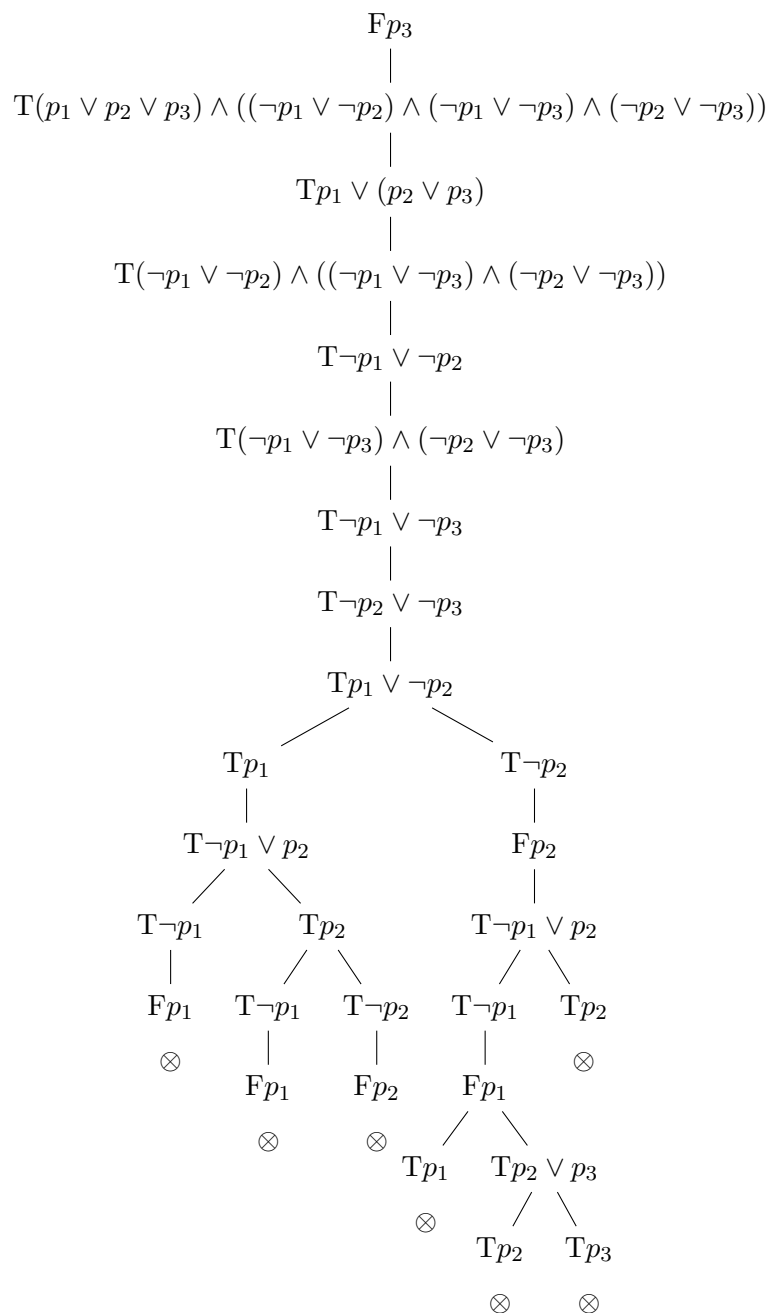 Fp₃
T(p₁ ∨ p₂ ∨ p₃) ∧ ((¬p₁ ∨ ¬p₂) ∧ (¬p₁ ∨ ¬p₃) ∧ (¬p₂ ∨ ¬p₃))
Tp₁ ∨ (p₂ ∨ p₃)
T(¬p₁ ∨ ¬p₂) ∧ ((¬p₁ ∨ ¬p₃) ∧ (¬p₂ ∨ ¬p₃))
T¬p₁ ∨ ¬p₂
T(¬p₁ ∨ ¬p₃) ∧ (¬p₂ ∨ ¬p₃)
T¬p₁ ∨ ¬p₃
T¬p₂ ∨ ¬p₃
Tp₁ ∨ ¬p₂
Tp₁ T¬p₂
T¬p₁ ∨ p₂ Fp₂
T¬p₁ Tp₂ T¬p₁ ∨ p₂
Fp₁ T¬p₁ T¬p₂ T¬p₁ Tp₂
⊗ ⊗
Fp₁ Fp₂ Fp₁
⊗ ⊗
Tp₁ Tp₂ ∨ p₃
⊗
Tp₂ Tp₃
⊗ ⊗